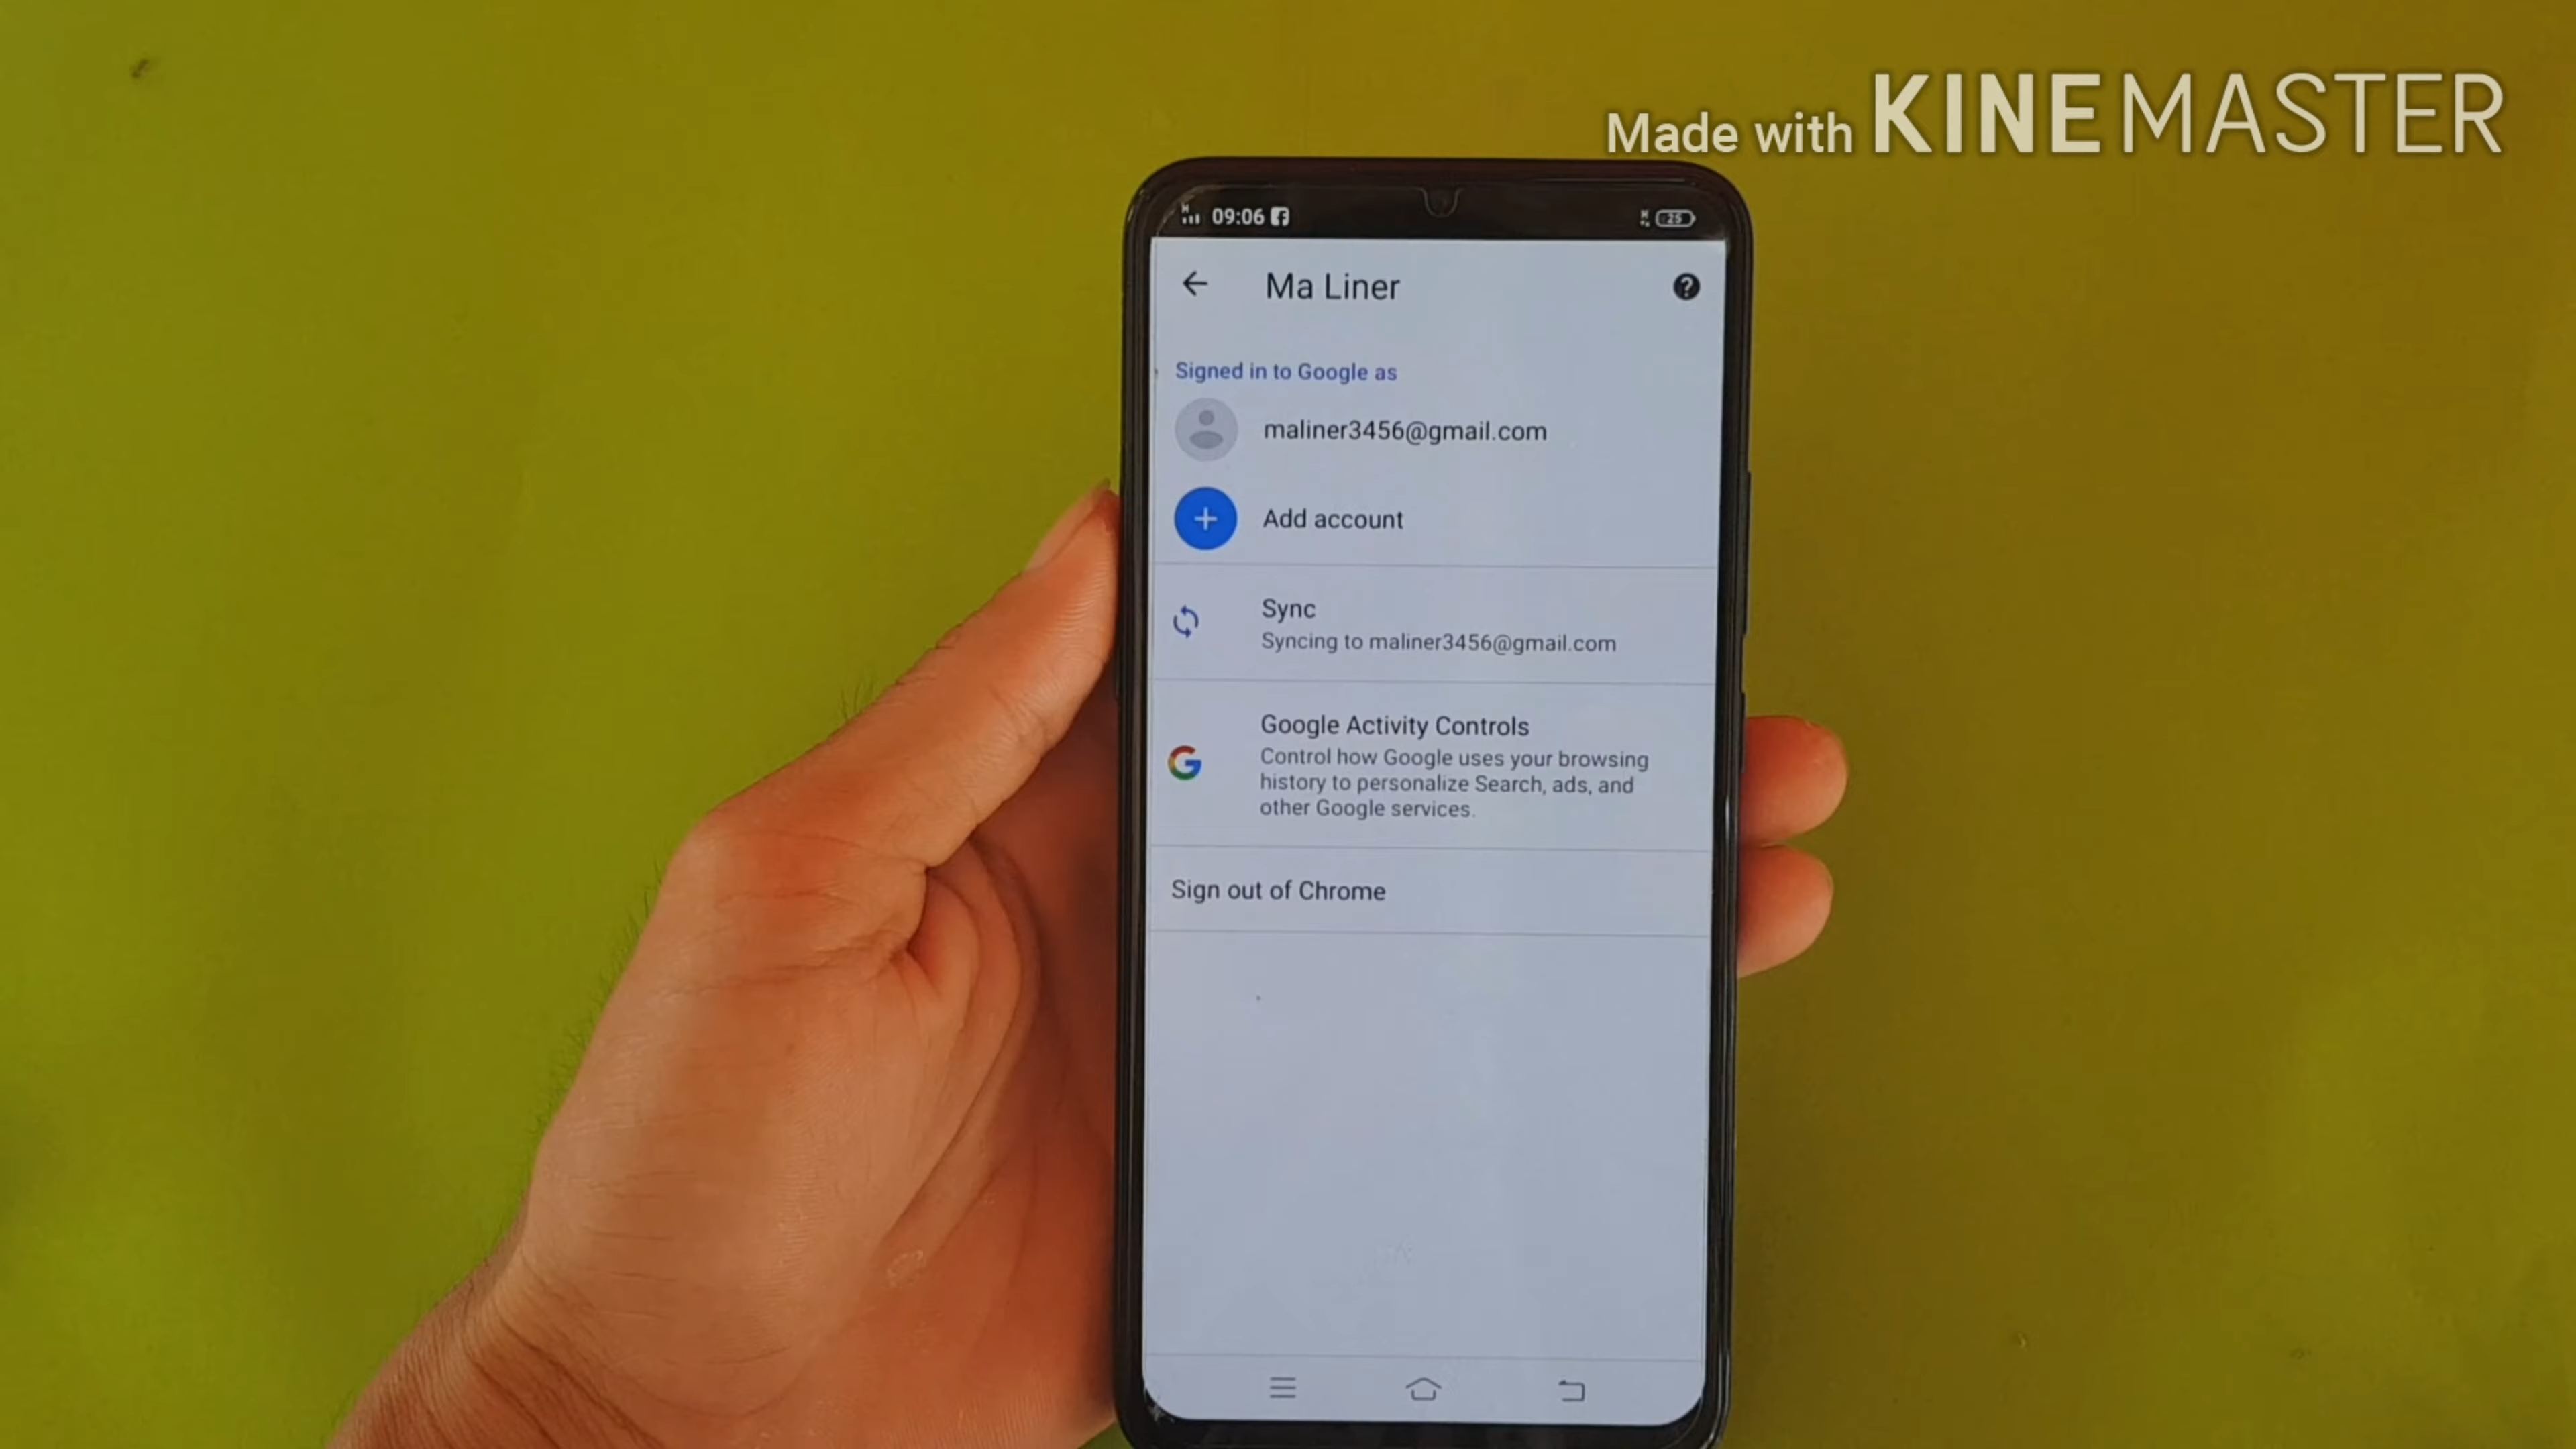 Made with KINEMASTER
09:06
25
Ma Liner
Signed in to Google as
maliner3456@gmail.com
Add account
Sync
Syncing to maliner3456@gmail.com
Google Activity Controls
Control how Google uses your browsing
history to personalize Search, ads, and
other Google services.
Sign out of Chrome